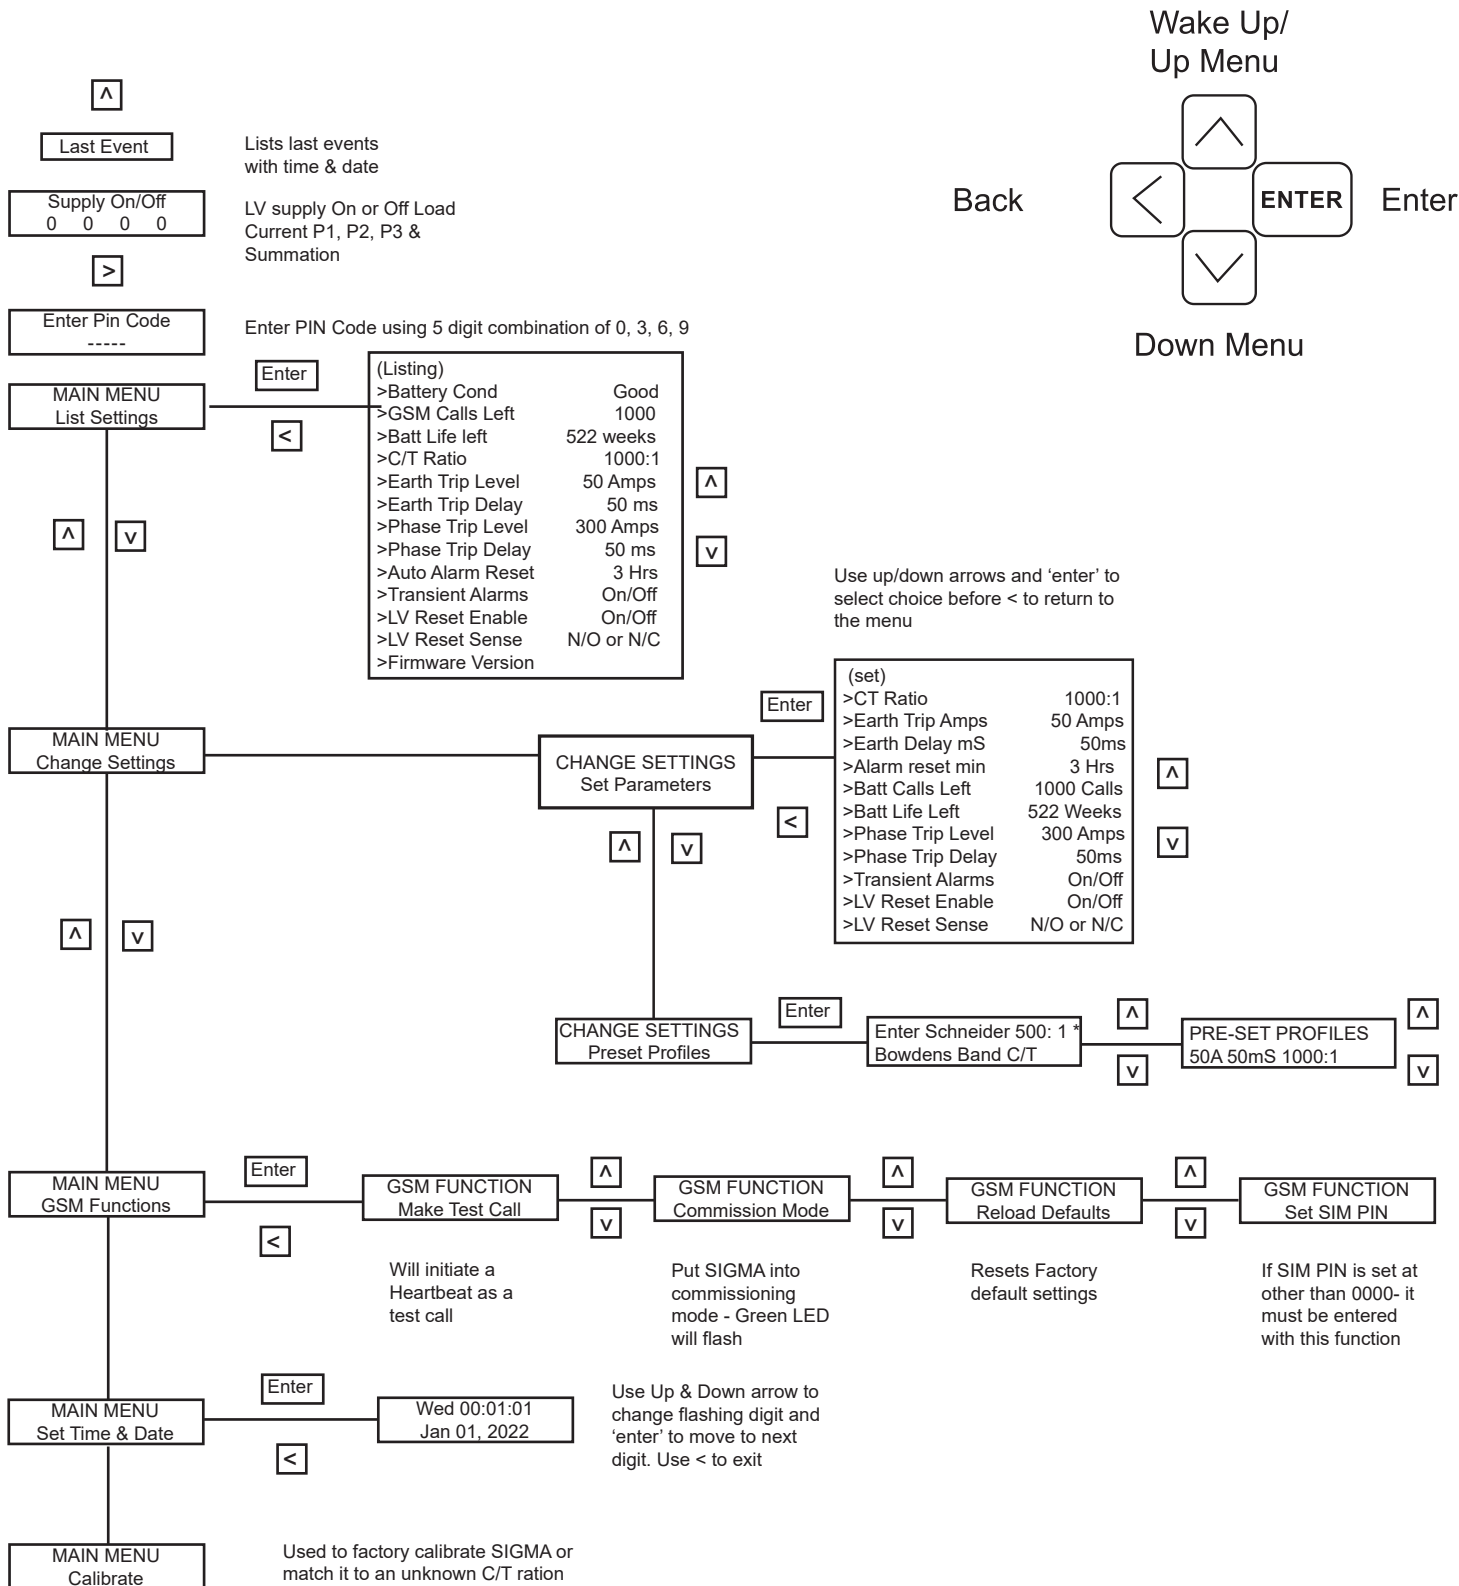 Wake Up/
Up Menu
^
Last Event
Lists last events
with time & date
Supply On/Off
0 0 0 0
LV supply On or Off Load
Current P1, P2, P3 &
Summation
Back
<
ENTER
Enter
Down Menu
>
Enter Pin Code
-----
Enter PIN Code using 5 digit combination of 0, 3, 6, 9
MAIN MENU
List Settings
Enter
<
(Listing)
>Battery Cond Good
>GSM Calls Left 1000
>Batt Life left 522 weeks
>C/T Ratio 1000:1
>Earth Trip Level 50 Amps
>Earth Trip Delay 50 ms
>Phase Trip Level 300 Amps
>Phase Trip Delay 50 ms
>Auto Alarm Reset 3 Hrs
>Transient Alarms On/Off
>LV Reset Enable On/Off
>LV Reset Sense N/O or N/C
>Firmware Version
^
v
^ v
Use up/down arrows and ‘enter’ to
select choice before < to return to
the menu
MAIN MENU
Change Settings
CHANGE SETTINGS
Set Parameters
Enter
<
(set)
>CT Ratio 1000:1
>Earth Trip Amps 50 Amps
>Earth Delay mS 50ms
>Alarm reset min 3 Hrs
>Batt Calls Left 1000 Calls
>Batt Life Left 522 Weeks
>Phase Trip Level 300 Amps
>Phase Trip Delay 50ms
>Transient Alarms On/Off
>LV Reset Enable On/Off
>LV Reset Sense N/O or N/C
^
v
^ v
^ v
CHANGE SETTINGS
Preset Profiles
Enter
Enter Schneider 500: 1 *
Bowdens Band C/T
^
v
PRE-SET PROFILES
50A 50mS 1000:1
^
v
MAIN MENU
GSM Functions
Enter
<
GSM FUNCTION
Make Test Call
^
v
GSM FUNCTION
Commission Mode
^
v
GSM FUNCTION
Reload Defaults
^
v
GSM FUNCTION
Set SIM PIN
Will initiate a
Heartbeat as a
test call
Put SIGMA into
commissioning
mode - Green LED
will flash
Resets Factory
default settings
If SIM PIN is set at
other than 0000- it
must be entered
with this function
MAIN MENU
Set Time & Date
Enter
<
Wed 00:01:01
Jan 01, 2022
Use Up & Down arrow to
change flashing digit and
‘enter’ to move to next
digit. Use < to exit
MAIN MENU
Calibrate
Used to factory calibrate SIGMA or
match it to an unknown C/T ration